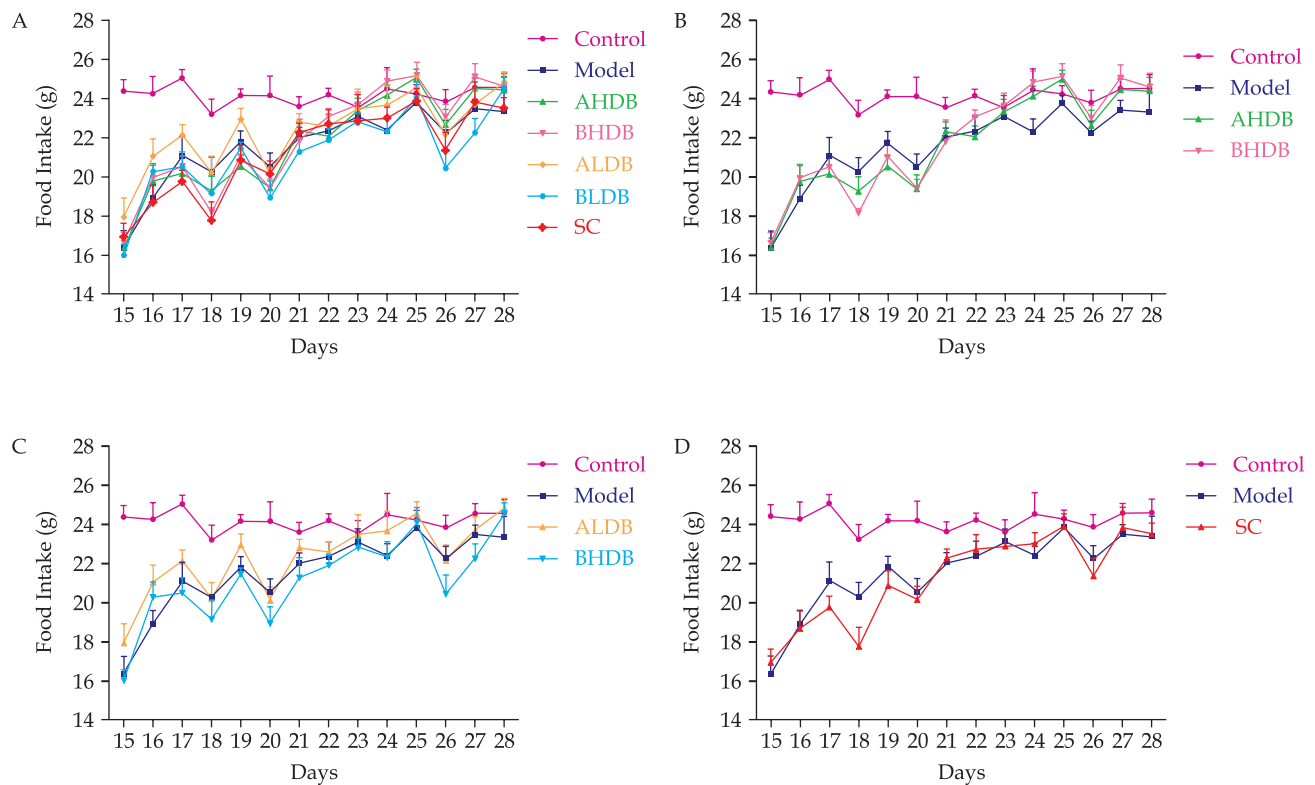 A
28
26
24
22
20
18
16
14
Food Intake (g)
15 16 17 18 19 20 21 22 23 24 25 26 27 28
Days
Control
Model
AHDB
BHDB
ALDB
BLDB
SC
B
28
26
24
22
20
18
16
14
Food Intake (g)
15 16 17 18 19 20 21 22 23 24 25 26 27 28
Days
Control
Model
AHDB
BHDB
C
28
26
24
22
20
18
16
14
Food Intake (g)
15 16 17 18 19 20 21 22 23 24 25 26 27 28
Days
Control
Model
ALDB
BHDB
D
28
26
24
22
20
18
16
14
Food Intake (g)
15 16 17 18 19 20 21 22 23 24 25 26 27 28
Days
Control
Model
SC